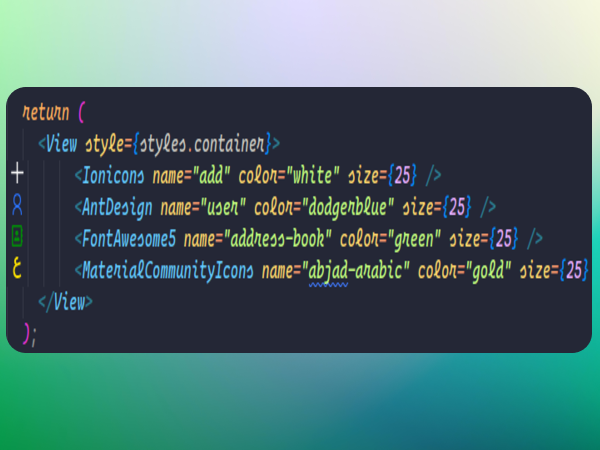 return (
<View style={styles.container}>
<Ionicons name="add" color="white" size={25} />
<AntDesign name="user" color="dodgerblue" size={25} />
<FontAwesome5 name="address-book" color="green" size={25} />
ع <MaterialCommunityIcons name="abjad-arabic" color="gold" size={25}
</View>
);